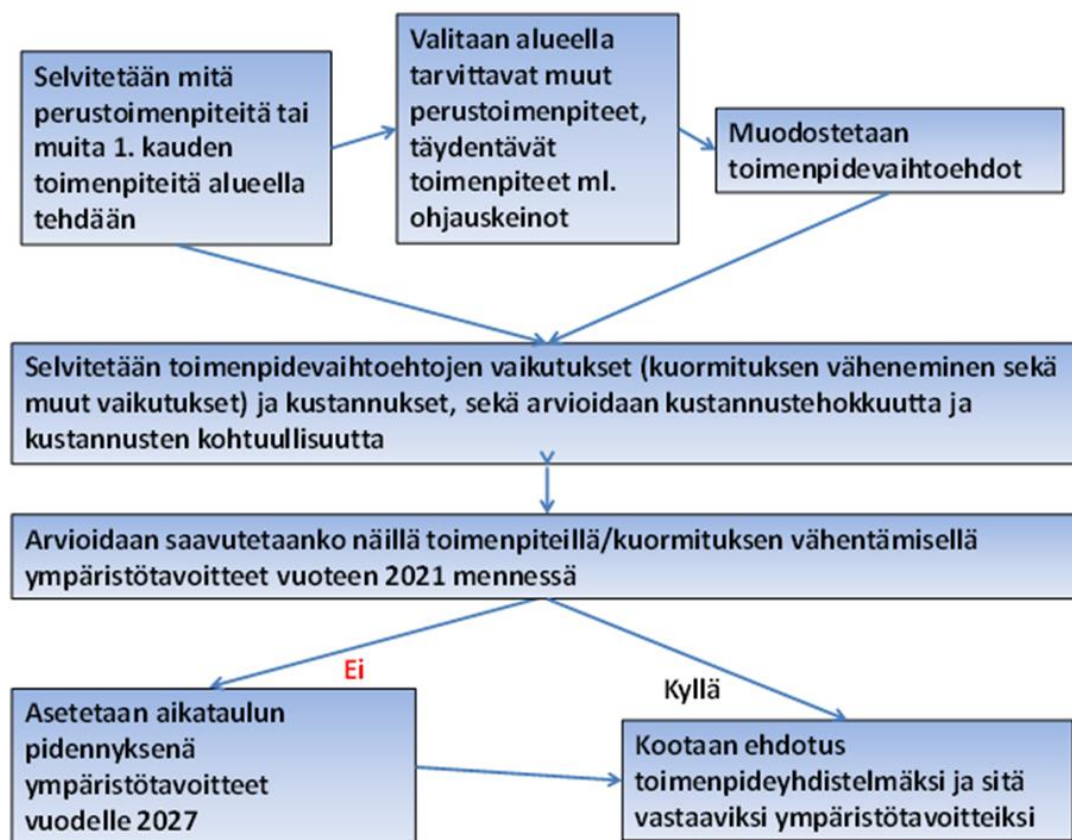 Selvitetään mitä
perustoimenpiteitä tai
muita 1. kauden
toimenpiteitä alueella
tehdään
Valitaan alueella
tarvittavat muut
perustoimenpiteet,
täydentävät
toimenpiteet ml.
ohjauskeinot
Muodostetaan
toimenpidevaihtoehdot
Selvitetään toimenpidevaihtoehtojen vaikutukset (kuormituksen väheneminen sekä
muut vaikutukset) ja kustannukset, sekä arvioidaan kustannustehokkuutta ja
kustannusten kohtuullisuutta
Arvioidaan saavutetaanko näillä toimenpiteillä/kuormituksen vähentämisellä
ympäristötavoitteet vuoteen 2021 mennessä
Ei
Kyllä
Asetetaan aikataulun
pidennyksenä
ympäristötavoitteet
vuodelle 2027
Kootaan ehdotus
toimenpideyhdistelmäksi ja sitä
vastaaviksi ympäristötavoitteiksi